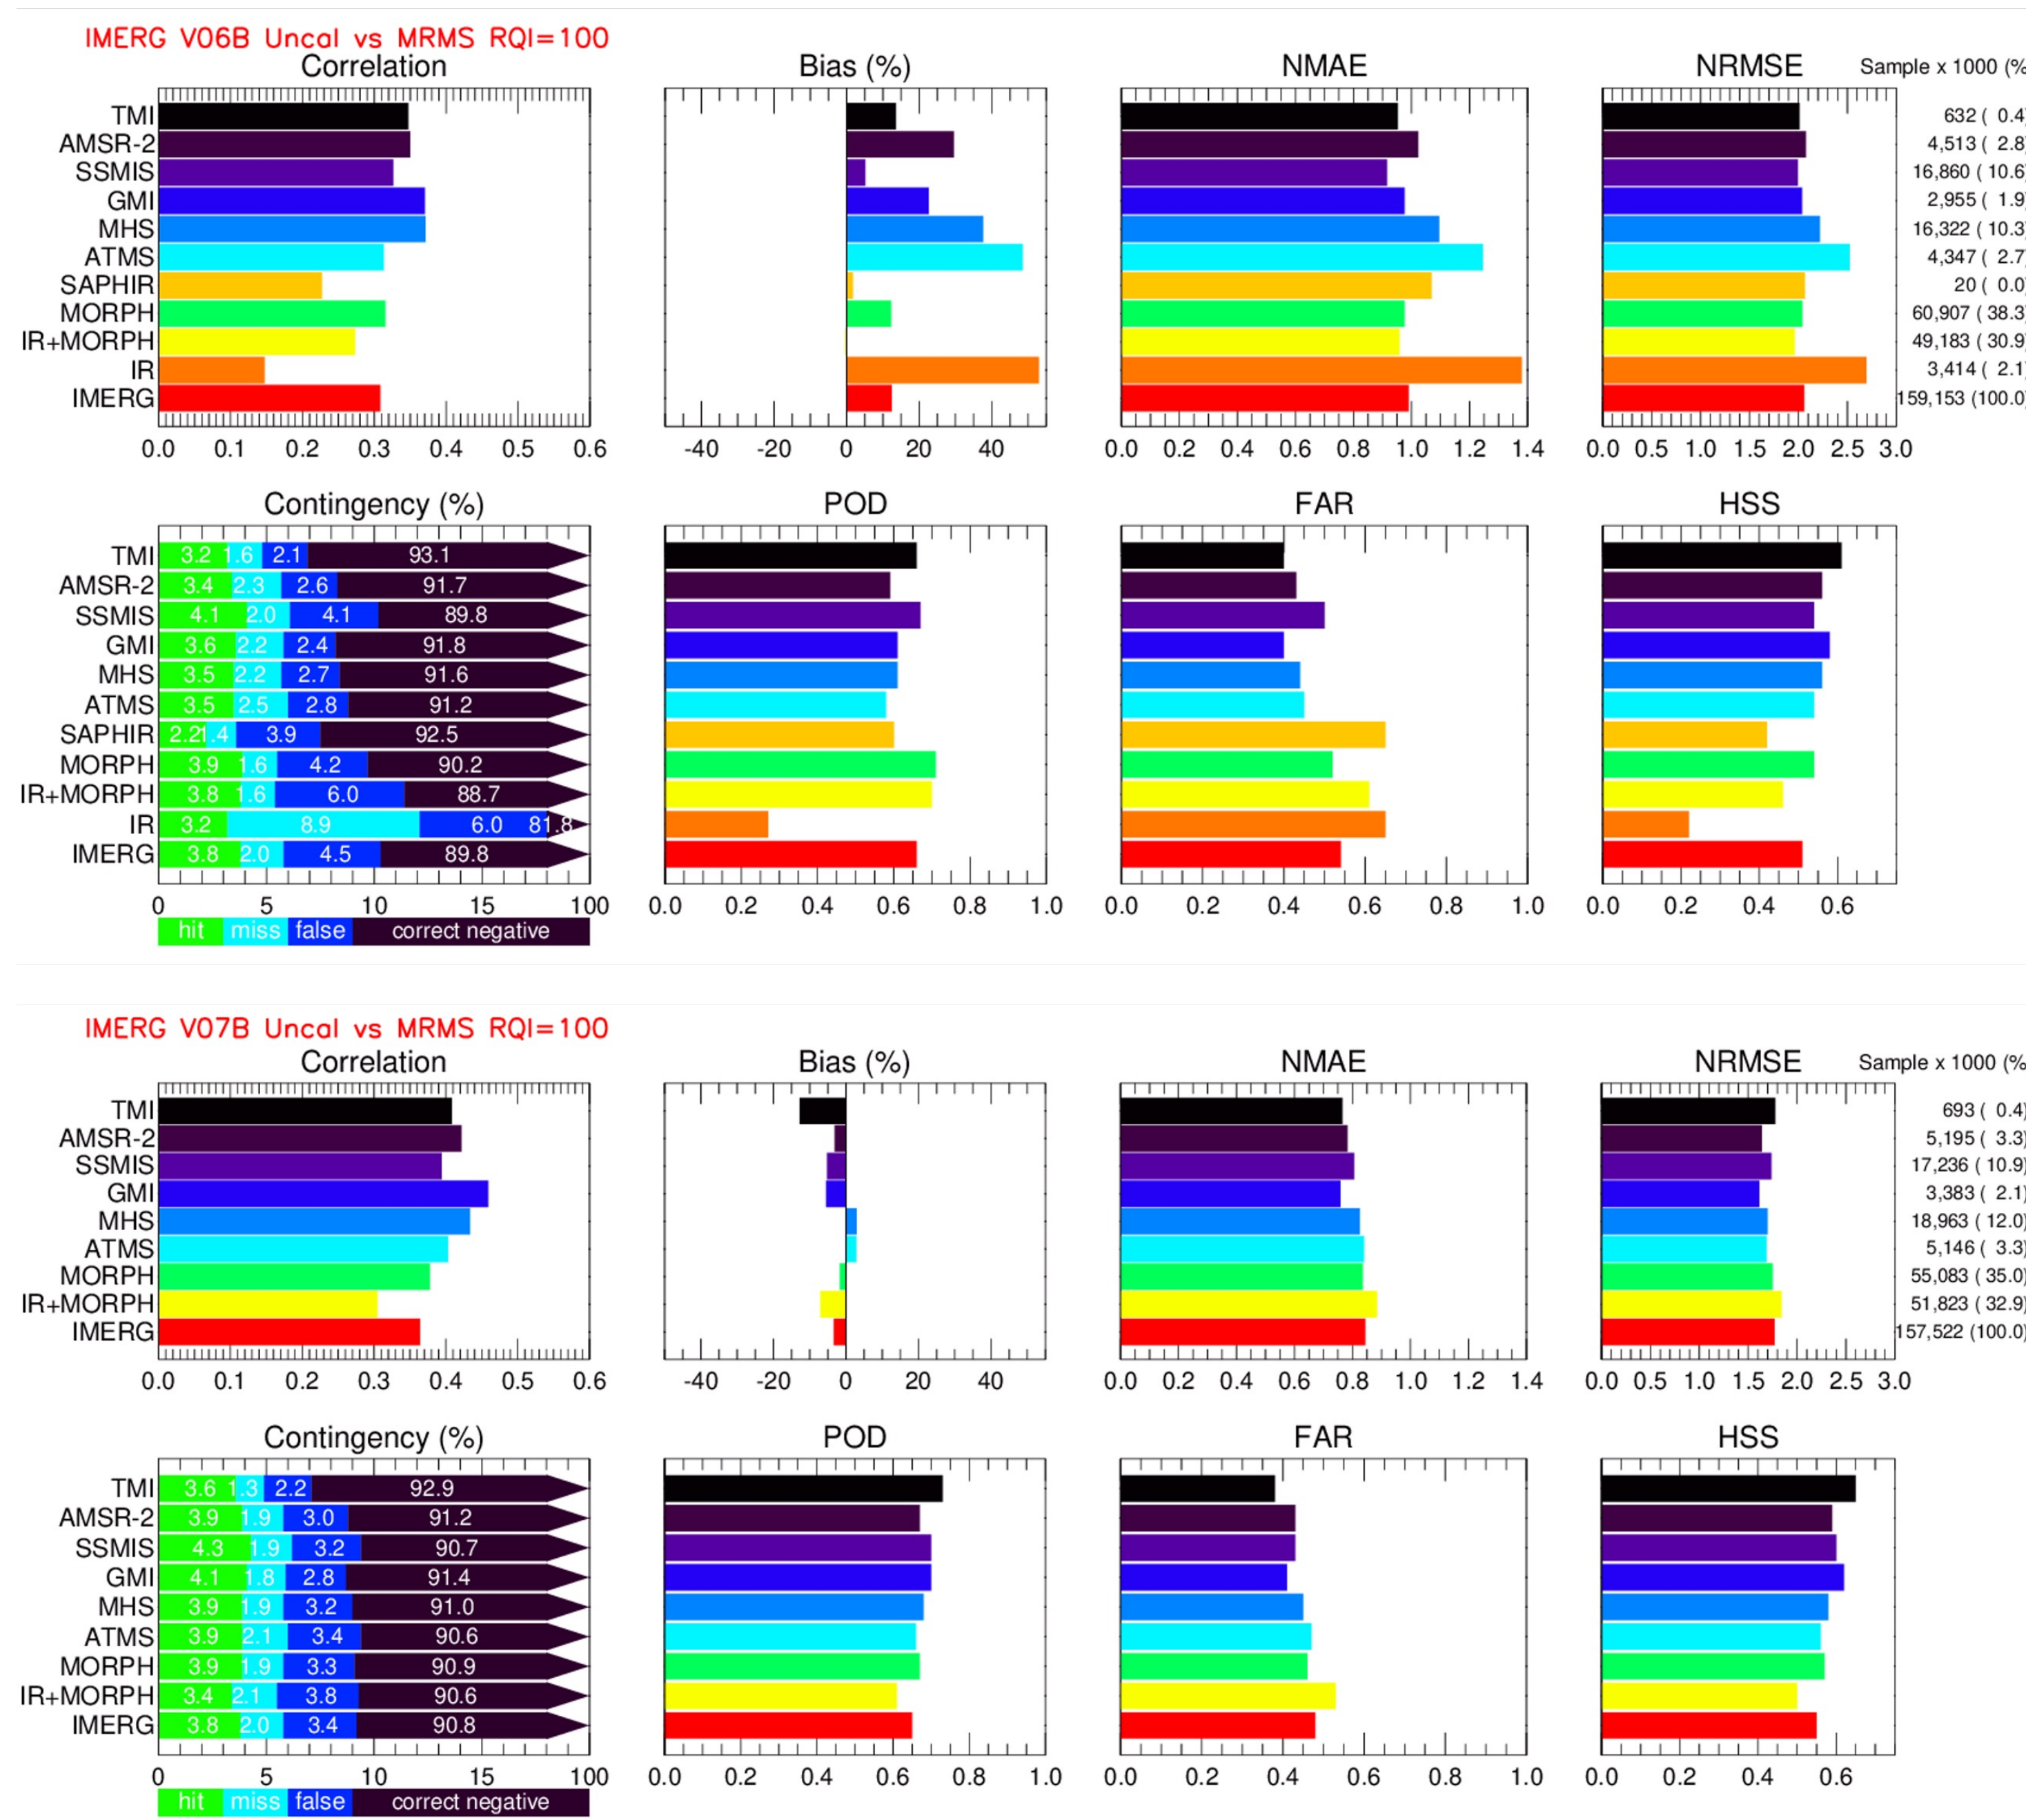 IMERG V06B Uncal vs MRMS RQI=100
Correlation Bias (%) NMAE NRMSE Sample x 1000 (%
TMI 632 ( 0.4)
AMSR-2 4,513 ( 2.8)
SSMIS 16,860 ( 10.6)
GMI 2,955 ( 1.9)
MHS 16,322 ( 10.3)
ATMS 4,347 ( 2.7)
SAPHIR 20 ( 0.0)
MORPH 60,907 ( 38.3)
IR+MORPH 49,183 ( 30.9)
IR 3,414 ( 2.1)
IMERG 159,153 (100.0)
0.0 0.1 0.2 0.3 0.4 0.5 0.6 -40 -20 0 20 40 0.0 0.2 0.4 0.6 0.8 1.0 1.2 1.4 0.0 0.5 1.0 1.5 2.0 2.5 3.0
Contingency (%) POD FAR HSS
TMI 3.2 1.6 2.1 93.1
AMSR-2 3.4 2.3 2.6 91.7
SSMIS 4.1 2.0 4.1 89.8
GMI 3.6 2.2 2.4 91.8
MHS 3.5 2.2 2.7 91.6
ATMS 3.5 2.5 2.8 91.2
SAPHIR 2.2 1.4 3.9 92.5
MORPH 3.9 1.6 4.2 90.2
IR+MORPH 3.8 1.6 6.0 88.7
IR 3.2 8.9 6.0 81.8
IMERG 3.8 2.0 4.5 89.8
0 5 10 15 100 0.0 0.2 0.4 0.6 0.8 1.0 0.0 0.2 0.4 0.6 0.8 1.0 0.0 0.2 0.4 0.6
hit miss false correct negative
IMERG V07B Uncal vs MRMS RQI=100
Correlation Bias (%) NMAE NRMSE Sample x 1000 (%
TMI 693 ( 0.4)
AMSR-2 5,195 ( 3.3)
SSMIS 17,236 ( 10.9)
GMI 3,383 ( 2.1)
MHS 18,963 ( 12.0)
ATMS 5,146 ( 3.3)
MORPH 55,083 ( 35.0)
IR+MORPH 51,823 ( 32.9)
IMERG 157,522 (100.0)
0.0 0.1 0.2 0.3 0.4 0.5 0.6 -40 -20 0 20 40 0.0 0.2 0.4 0.6 0.8 1.0 1.2 1.4 0.0 0.5 1.0 1.5 2.0 2.5 3.0
Contingency (%) POD FAR HSS
TMI 3.6 1.3 2.2 92.9
AMSR-2 3.9 1.9 3.0 91.2
SSMIS 4.3 1.9 3.2 90.7
GMI 4.1 1.8 2.8 91.4
MHS 3.9 1.9 3.2 91.0
ATMS 3.9 2.1 3.4 90.6
MORPH 3.9 1.9 3.3 90.9
IR+MORPH 3.4 2.1 3.8 90.6
IMERG 3.8 2.0 3.4 90.8
0 5 10 15 100 0.0 0.2 0.4 0.6 0.8 1.0 0.0 0.2 0.4 0.6 0.8 1.0 0.0 0.2 0.4 0.6
hit miss false correct negative